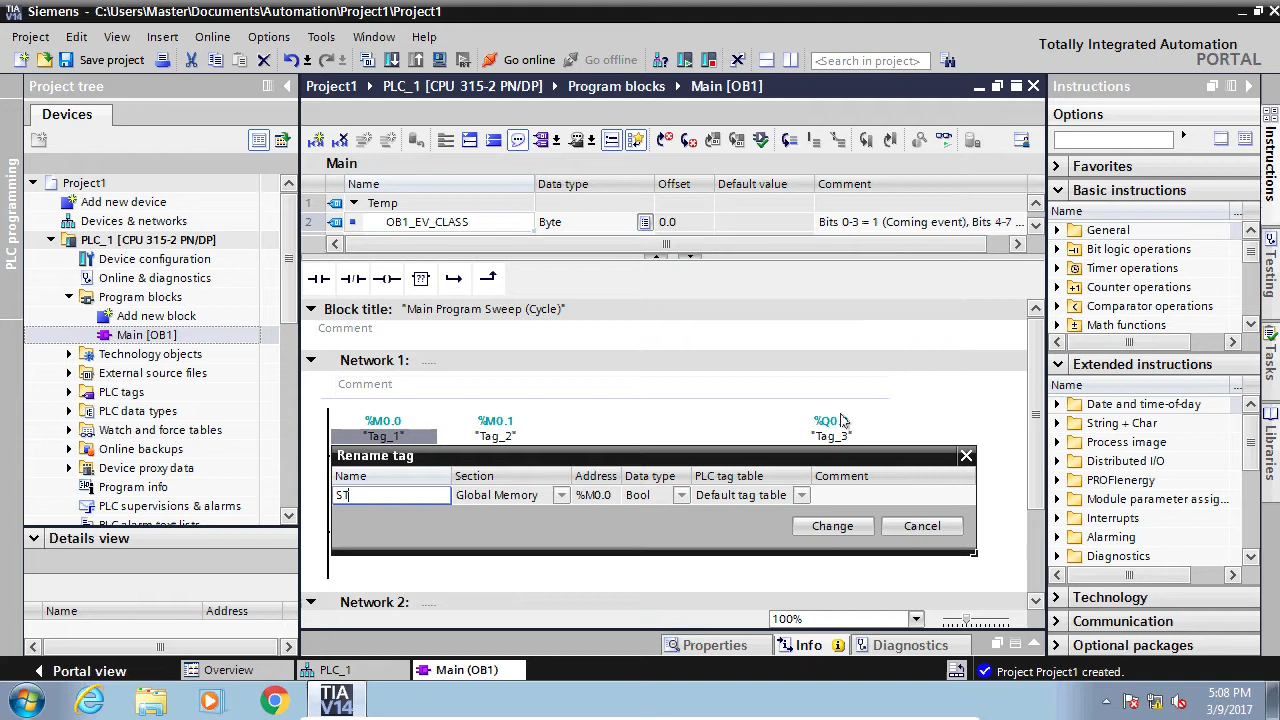 TIA V14 Siemens - C:\Users\Master\Documents\Automation\Project1\Project1
Project Edit View Insert Online Options Tools Window Help
Totally Integrated Automation
PORTAL
Save project Go online Go offline <Search in project>
Project tree
Devices
PLC programming
Project1
Add new device
Devices & networks
PLC_1 [CPU 315-2 PN/DP]
Device configuration
Online & diagnostics
Program blocks
Add new block
Main [OB1]
Technology objects
External source files
PLC tags
PLC data types
Watch and force tables
Online backups
Device proxy data
Program info
PLC supervisions & alarms
PLC alarm text lists
Details view
Name Address
Project1 PLC_1 [CPU 315-2 PN/DP] Program blocks Main [OB1]
Main
Name Data type Offset Default value Comment
1 Temp
2 OB1_EV_CLASS Byte 0.0 Bits 0-3 = 1 (Coming event), Bits 4-7
??
Block title: "Main Program Sweep (Cycle)"
Comment
Network 1: .....
Comment
%M0.0 %M0.1 %Q0
"Tag_1" "Tag_2" "Tag_3"
Rename tag
Name Section Address Data type PLC tag table Comment
ST Global Memory %M0.0 Bool Default tag table
Change Cancel
Network 2: .....
100%
Properties Info Diagnostics
Instructions
Options
Favorites
Basic instructions
Name ...
General
Bit logic operations
Timer operations
Counter operations
Comparator operations
Math functions
Extended instructions
Name ...
Date and time-of-day
String + Char
Process image
Distributed I/O
PROFIenergy
Module parameter assig...
Interrupts
Alarming
Diagnostics
Technology
Communication
Optional packages
Instructions
Testing
Tasks
Libraries
Portal view Overview PLC_1 Main (OB1) Project Project1 created.
TIA V14
5:08 PM
3/9/2017